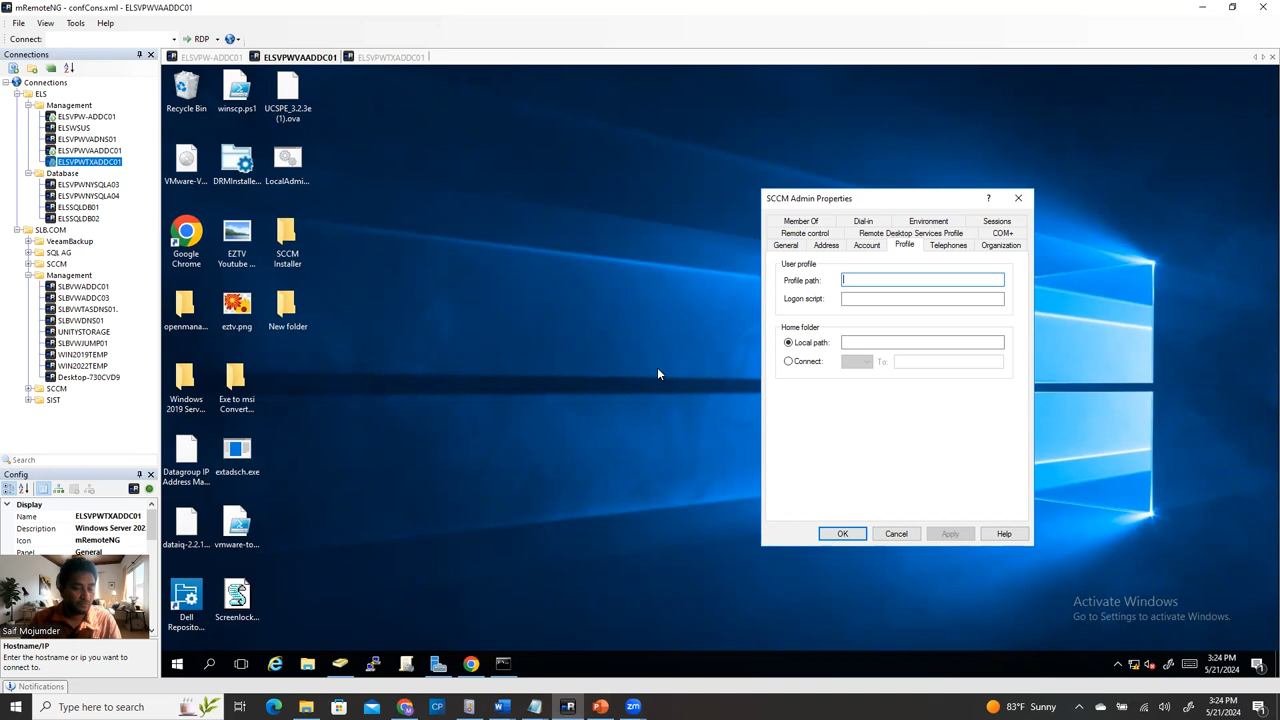 mRemoteNG - confCons.xml - ELSVPWVAADDC01
File View Tools Help
Connect: RDP
Connections
ELSVPW-ADDC01 ELSVPWVAADDC01 ELSVPWTXADDC01
Connections
ELS
Management
ELSVPW-ADDC01
ELSWSUS
ELSVPWVADNS01
ELSVPWVAADDC01
ELSVPWTXADDC01
Database
ELSVPWNYSQLA03
ELSVPWNYSQLA04
ELSSQLDB01
ELSSQLDB02
SLB.COM
VeeamBackup
SQL AG
SCCM
Management
SLBVWADDC01
SLBVWADDC03
SLBVWTASDNS01.
SLBVWDNS01
UNITYSTORAGE
SLBVWJUMP01
WIN2019TEMP
WIN2022TEMP
Desktop-730CVD9
SCCM
SIST
Search
Config
Display
Name ELSVPWTXADDC01
Description Windows Server 202
Icon mRemoteNG
Panel General
Saif Mojumder
Hostname/IP
Enter the hostname or ip you want to connect to.
Notifications
Recycle Bin
winscp.ps1
UCSPE_3.2.3e
(1).ova
VMware-V...
DRMInstalle...
LocalAdmi...
Google
Chrome
EZTV
Youtube ...
SCCM
Installer
openmana...
eztv.png
New folder
Windows
2019 Serv...
Exe to msi
Convert...
Datagroup IP
Address Ma...
extadsch.exe
dataiq-2.2.1...
vmware-to...
Dell
Reposito...
Screenlock...
SCCM Admin Properties ?
Member Of Dial-in Environment Sessions
Remote control Remote Desktop Services Profile COM+
General Address Account Profile Telephones Organization
User profile
Profile path:
Logon script:
Home folder
Local path:
Connect: To:
OK Cancel Apply Help
Activate Windows
Go to Settings to activate Windows.
3:24 PM
5/21/2024
Type here to search
83°F Sunny
3:24 PM
5/21/2024